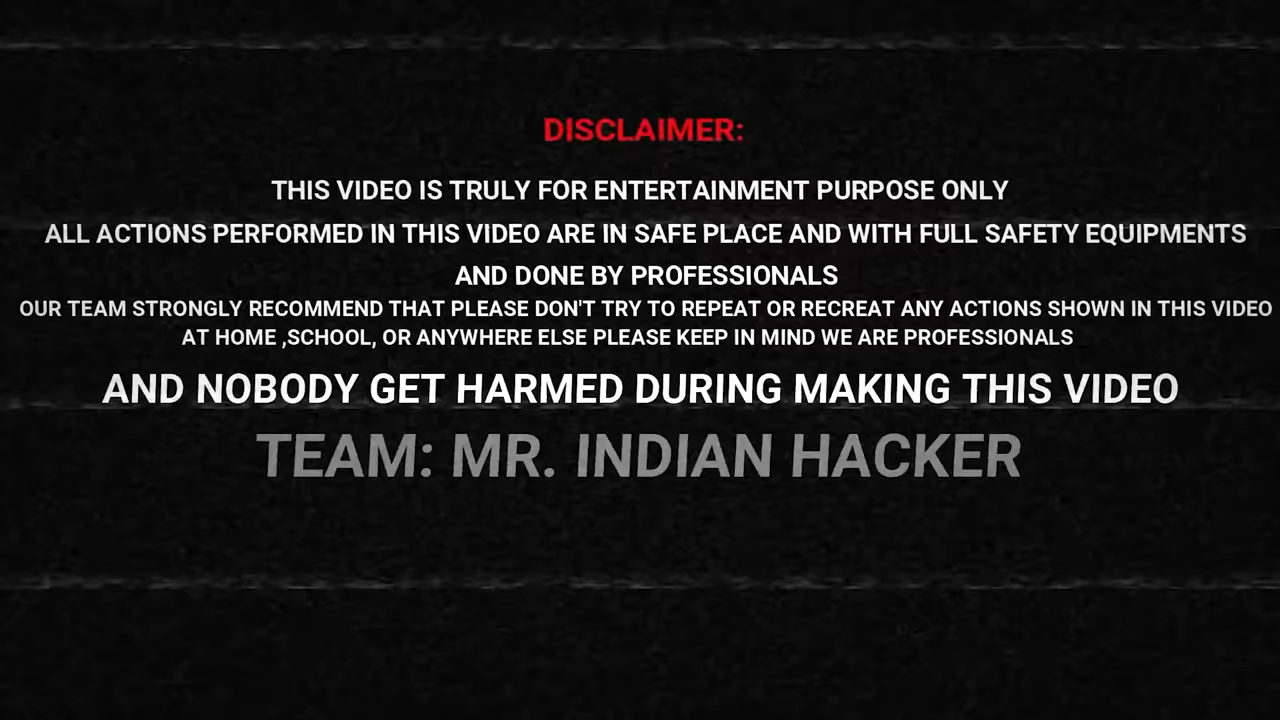 DISCLAIMER:
THIS VIDEO IS TRULY FOR ENTERTAINMENT PURPOSE ONLY
ALL ACTIONS PERFORMED IN THIS VIDEO ARE IN SAFE PLACE AND WITH FULL SAFETY EQUIPMENTS
AND DONE BY PROFESSIONALS
OUR TEAM STRONGLY RECOMMEND THAT PLEASE DON'T TRY TO REPEAT OR RECREAT ANY ACTIONS SHOWN IN THIS VIDEO
AT HOME ,SCHOOL, OR ANYWHERE ELSE PLEASE KEEP IN MIND WE ARE PROFESSIONALS
AND NOBODY GET HARMED DURING MAKING THIS VIDEO
TEAM: MR. INDIAN HACKER